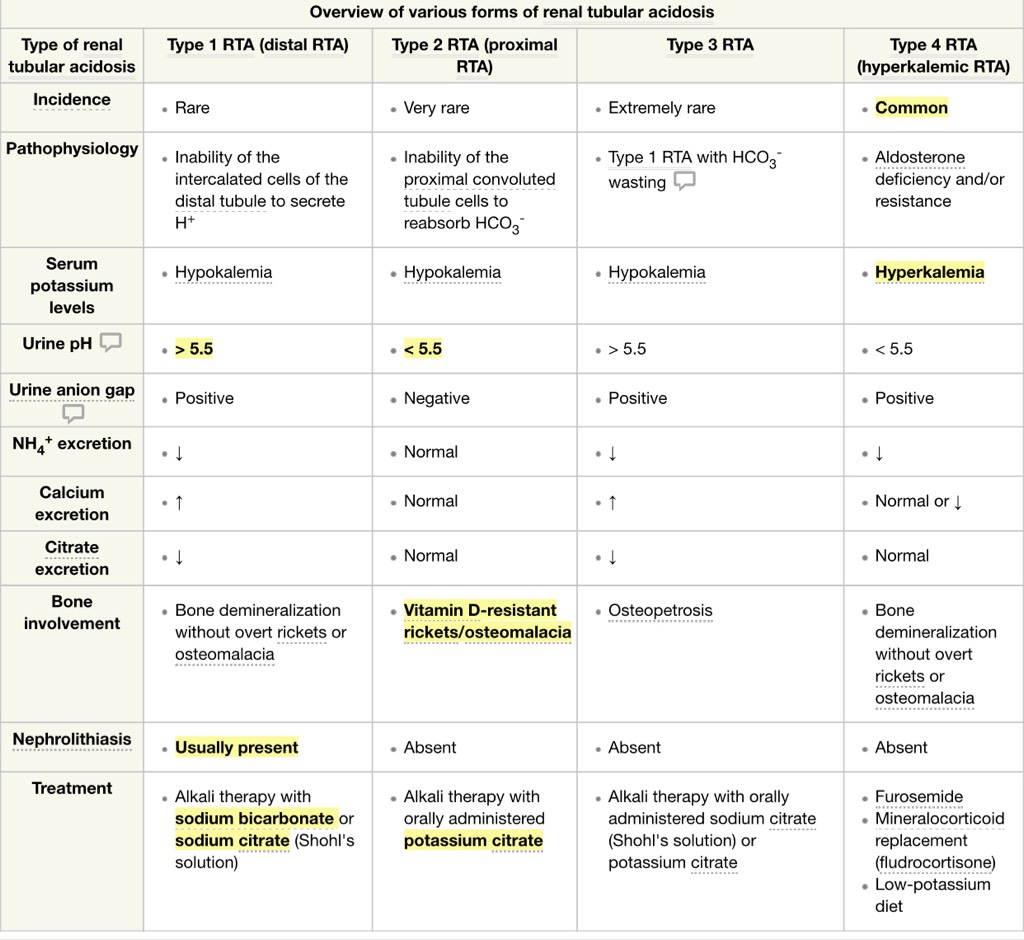 Overview of various forms of renal tubular acidosis
Type of renal
tubular acidosis
Type 1 RTA (distal RTA)
Type 2 RTA (proximal
RTA)
Type 3 RTA
Type 4 RTA
(hyperkalemic RTA)
Incidence
• Rare
• Very rare
• Extremely rare
• Common
Pathophysiology
• Inability of the
intercalated cells of the
distal tubule to secrete
H⁺
• Inability of the
proximal convoluted
tubule cells to
reabsorb HCO₃⁻
• Type 1 RTA with HCO₃⁻
wasting
• Aldosterone
deficiency and/or
resistance
Serum
potassium
levels
• Hypokalemia
• Hypokalemia
• Hypokalemia
• Hyperkalemia
Urine pH
• > 5.5
• < 5.5
• > 5.5
• < 5.5
Urine anion gap
• Positive
• Negative
• Positive
• Positive
NH₄⁺ excretion
• ↓
• Normal
• ↓
• ↓
Calcium
excretion
• ↑
• Normal
• ↑
• Normal or ↓
Citrate
excretion
• ↓
• Normal
• ↓
• Normal
Bone
involvement
• Bone demineralization
without overt rickets or
osteomalacia
• Vitamin D-resistant
rickets/osteomalacia
• Osteopetrosis
• Bone
demineralization
without overt
rickets or
osteomalacia
Nephrolithiasis
• Usually present
• Absent
• Absent
• Absent
Treatment
• Alkali therapy with
sodium bicarbonate or
sodium citrate (Shohl's
solution)
• Alkali therapy with
orally administered
potassium citrate
• Alkali therapy with orally
administered sodium citrate
(Shohl's solution) or
potassium citrate
• Furosemide
• Mineralocorticoid
replacement
(fludrocortisone)
• Low-potassium
diet